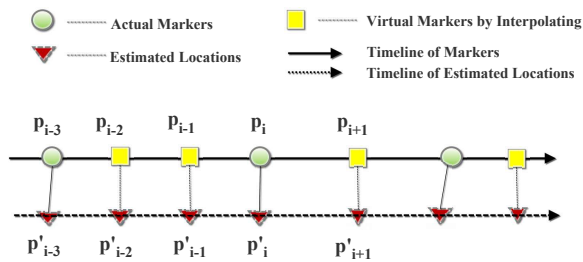 Actual Markers
Virtual Markers by Interpolating
Estimated Locations
Timeline of Markers
Timeline of Estimated Locations
p_{i-3} p_{i-2} p_{i-1} p_i p_{i+1}
p'_{i-3} p'_{i-2} p'_{i-1} p'_i p'_{i+1}